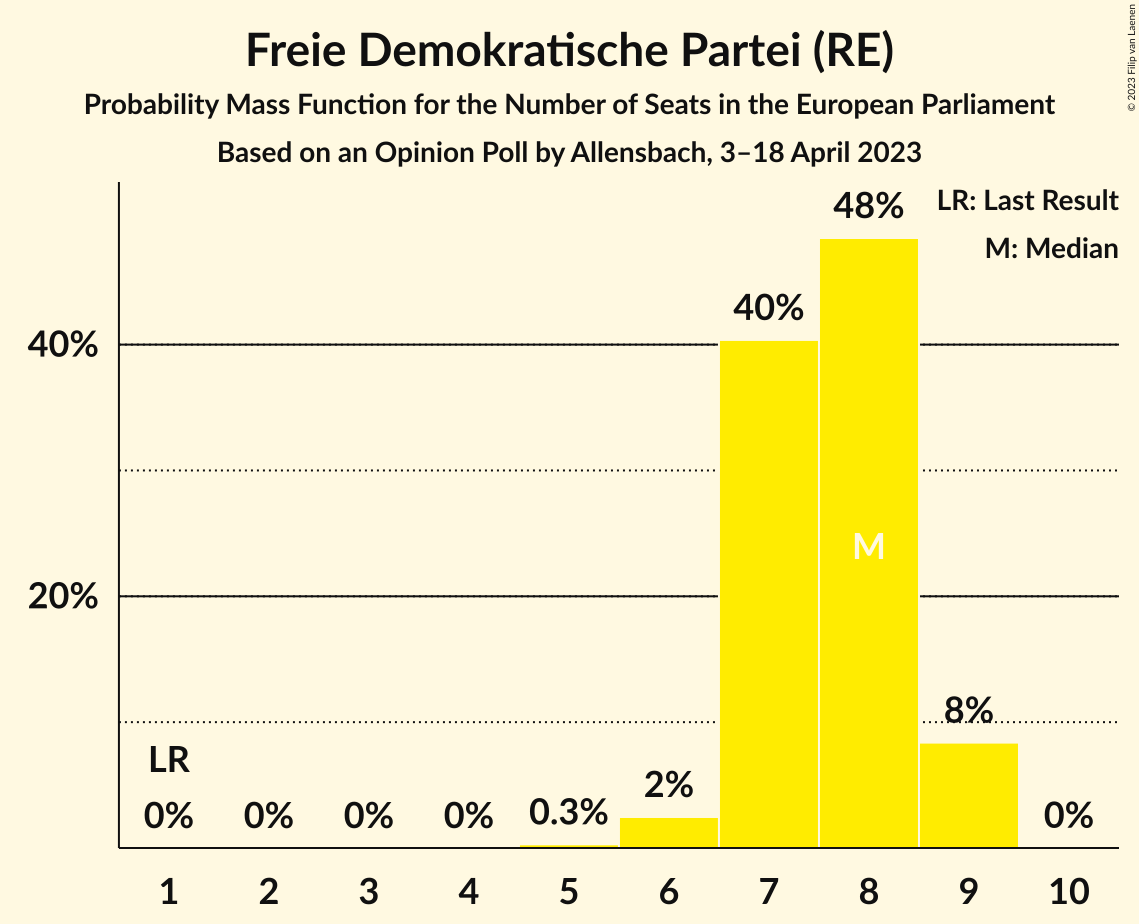 Freie Demokratische Partei (RE)
Probability Mass Function for the Number of Seats in the European Parliament
Based on an Opinion Poll by Allensbach, 3–18 April 2023
© 2023 Filip van Laenen
LR: Last Result
M: Median
48%
40%
40%
M
20%
8%
LR
2%
0%
0%
0%
0%
0.3%
0%
1 2 3 4 5 6 7 8 9 10